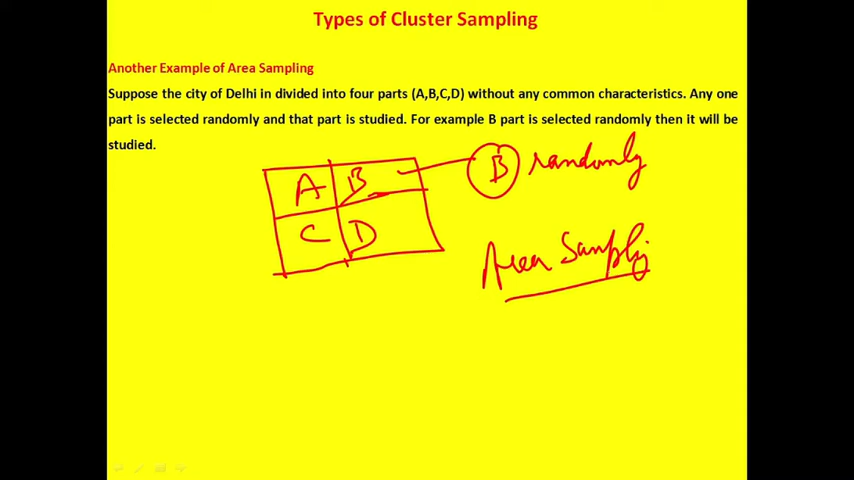 Types of Cluster Sampling
Another Example of Area Sampling
Suppose the city of Delhi in divided into four parts (A,B,C,D) without any common characteristics. Any one
part is selected randomly and that part is studied. For example B part is selected randomly then it will be
studied.
A B
B randomly
C D
Area Sampling